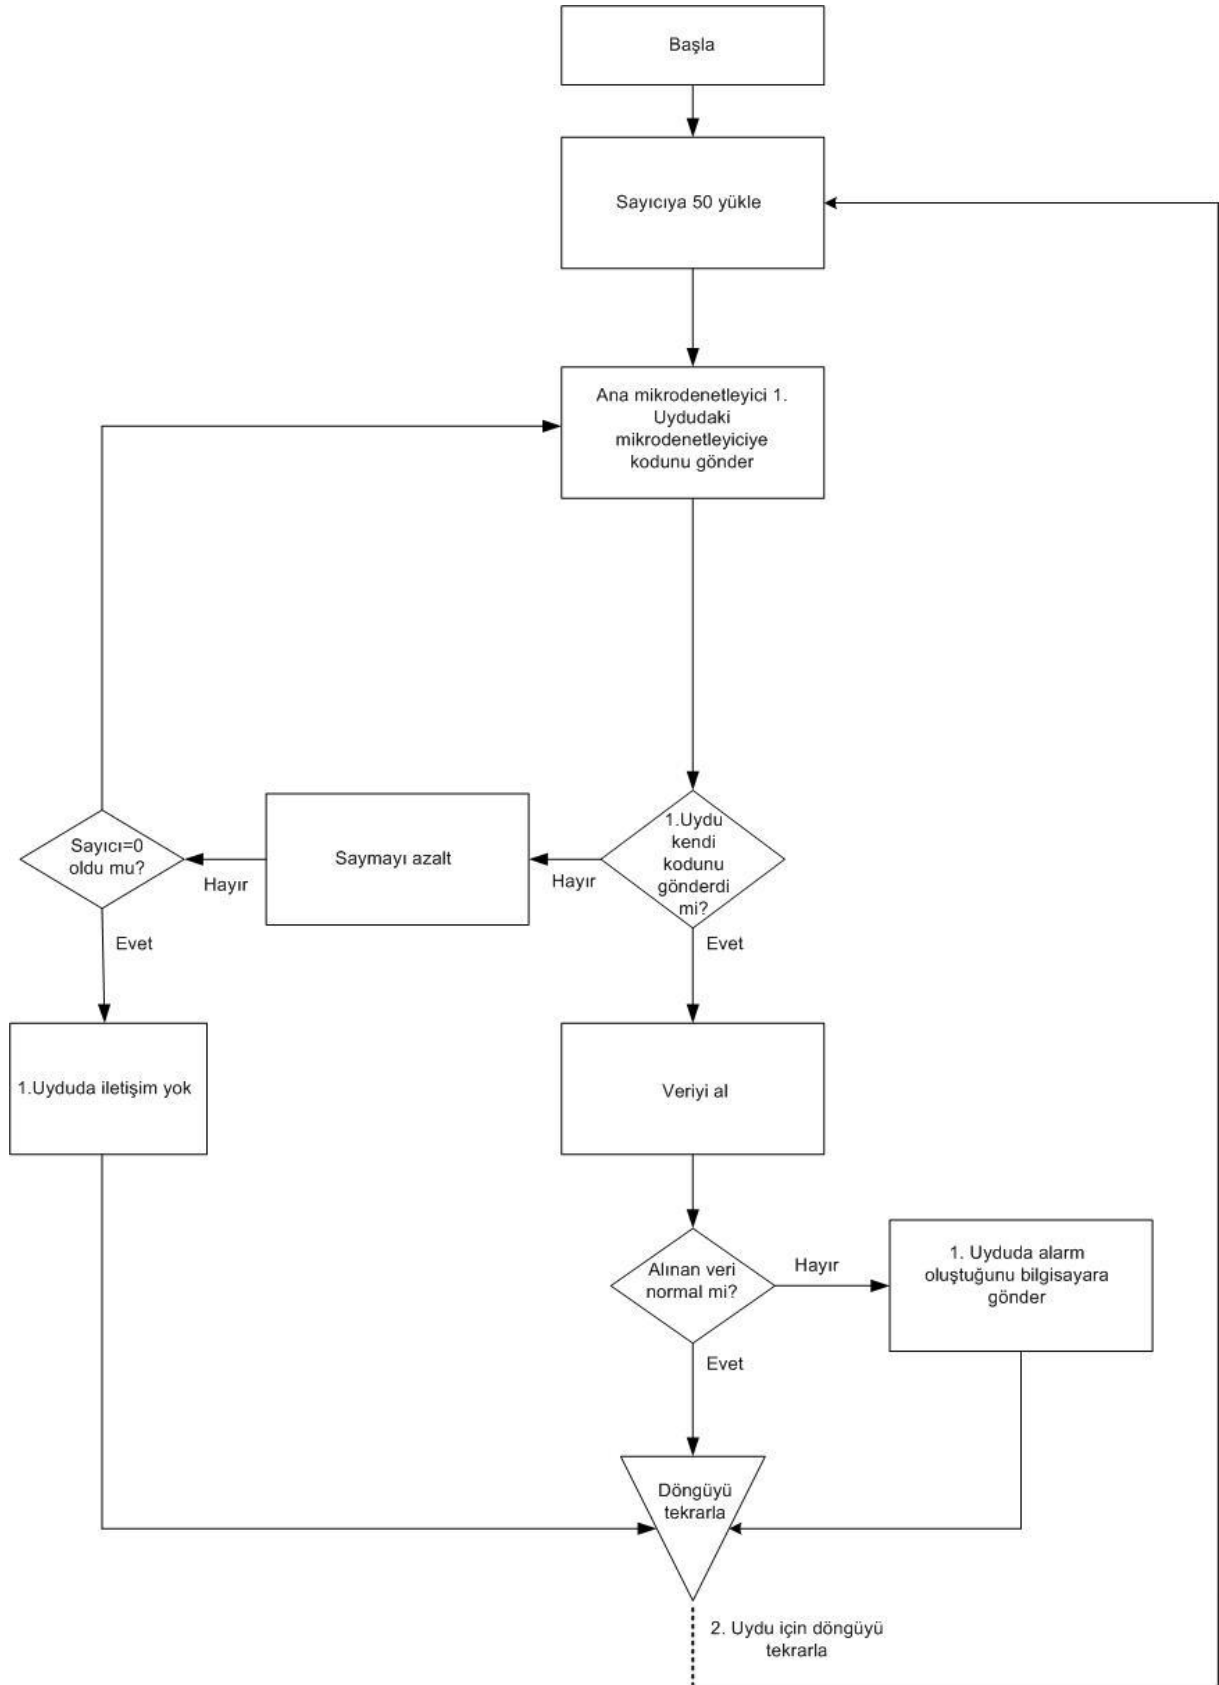 Başla
Sayıcıya 50 yükle
Ana mikrodenetleyici 1.
Uydudaki
mikrodenetleyiciye
kodunu gönder
1.Uydu
kendi
kodunu
gönderdi
mi?
Hayır
Saymayı azalt
Hayır
Sayıcı=0
oldu mu?
Evet
Evet
1.Uyduda iletişim yok
Veriyi al
Alınan veri
normal mi?
Hayır
1. Uyduda alarm
oluştuğunu bilgisayara
gönder
Evet
Döngüyü
tekrarla
2. Uydu için döngüyü
tekrarla